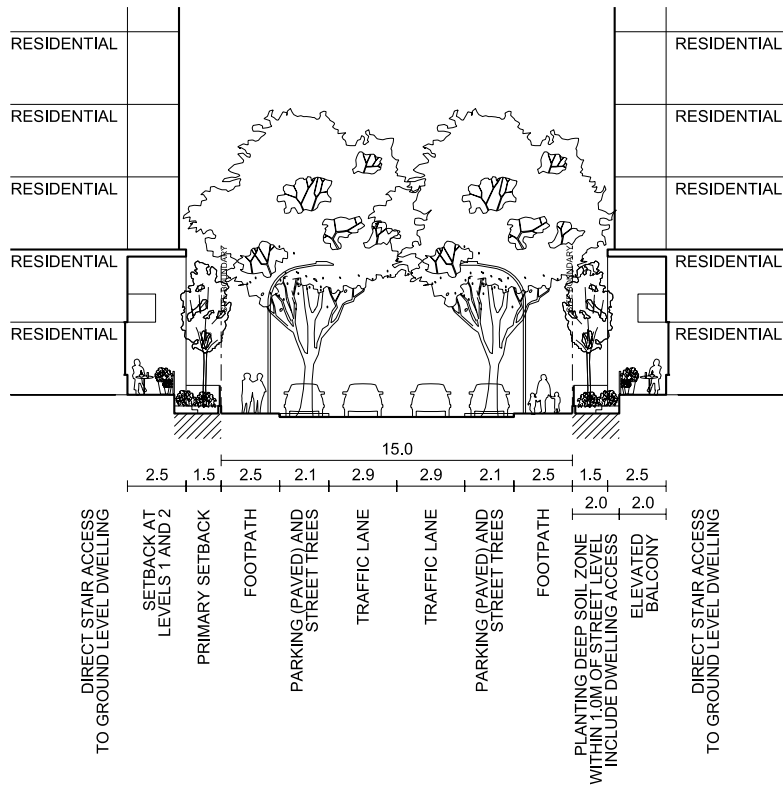 RESIDENTIAL
RESIDENTIAL
RESIDENTIAL
RESIDENTIAL
RESIDENTIAL
RESIDENTIAL
RESIDENTIAL
RESIDENTIAL
RESIDENTIAL
RESIDENTIAL
BOUNDARY
BOUNDARY
15.0
2.5 1.5 2.5 2.1 2.9 2.9 2.1 2.5 1.5 2.5
2.0 2.0
DIRECT STAIR ACCESS
TO GROUND LEVEL DWELLING
SETBACK AT
LEVELS 1 AND 2
PRIMARY SETBACK
FOOTPATH
PARKING (PAVED) AND
STREET TREES
TRAFFIC LANE
TRAFFIC LANE
PARKING (PAVED) AND
STREET TREES
FOOTPATH
PLANTING DEEP SOIL ZONE
WITHIN 1.0M OF STREET LEVEL
INCLUDE DWELLING ACCESS
ELEVATED
BALCONY
DIRECT STAIR ACCESS
TO GROUND LEVEL DWELLING